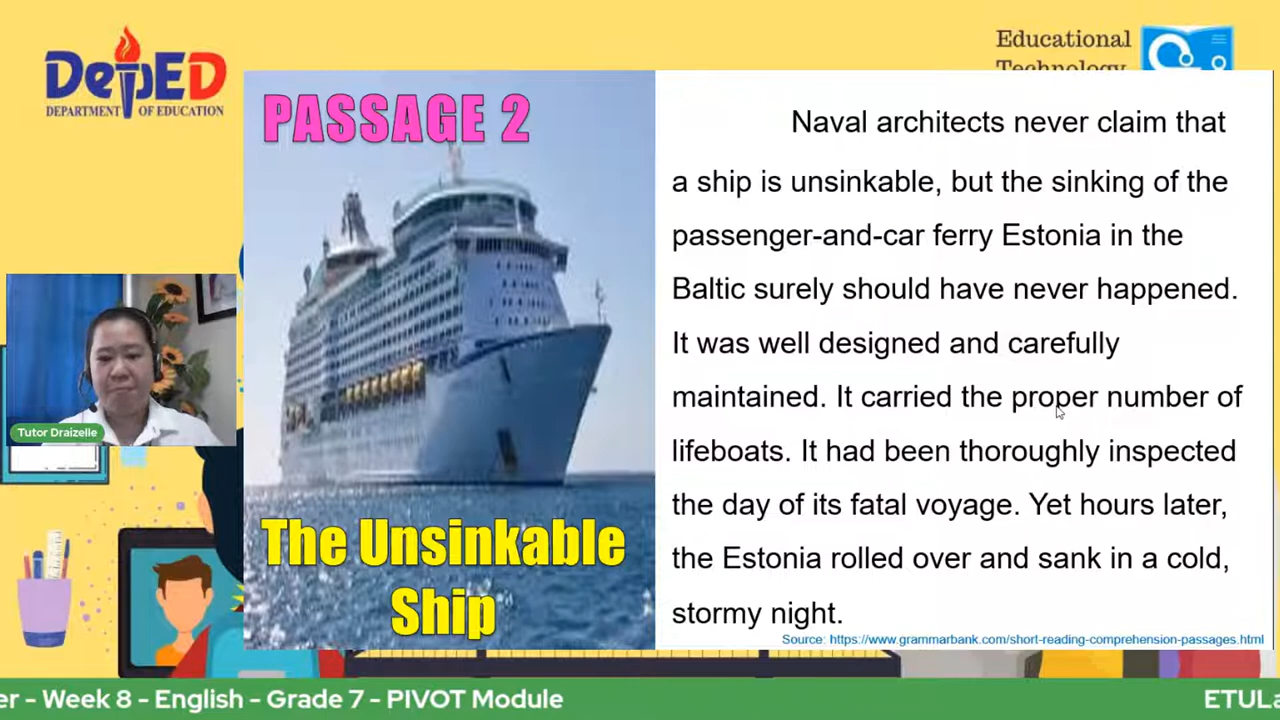 DepED
DEPARTMENT OF EDUCATION
Educational
Technology
PASSAGE 2
The Unsinkable
Ship
Naval architects never claim that
a ship is unsinkable, but the sinking of the
passenger-and-car ferry Estonia in the
Baltic surely should have never happened.
It was well designed and carefully
maintained. It carried the proper number of
lifeboats. It had been thoroughly inspected
the day of its fatal voyage. Yet hours later,
the Estonia rolled over and sank in a cold,
stormy night.
Source: https://www.grammarbank.com/short-reading-comprehension-passages.html
Tutor Draizelle
er - Week 8 - English - Grade 7 - PIVOT Module
ETULa